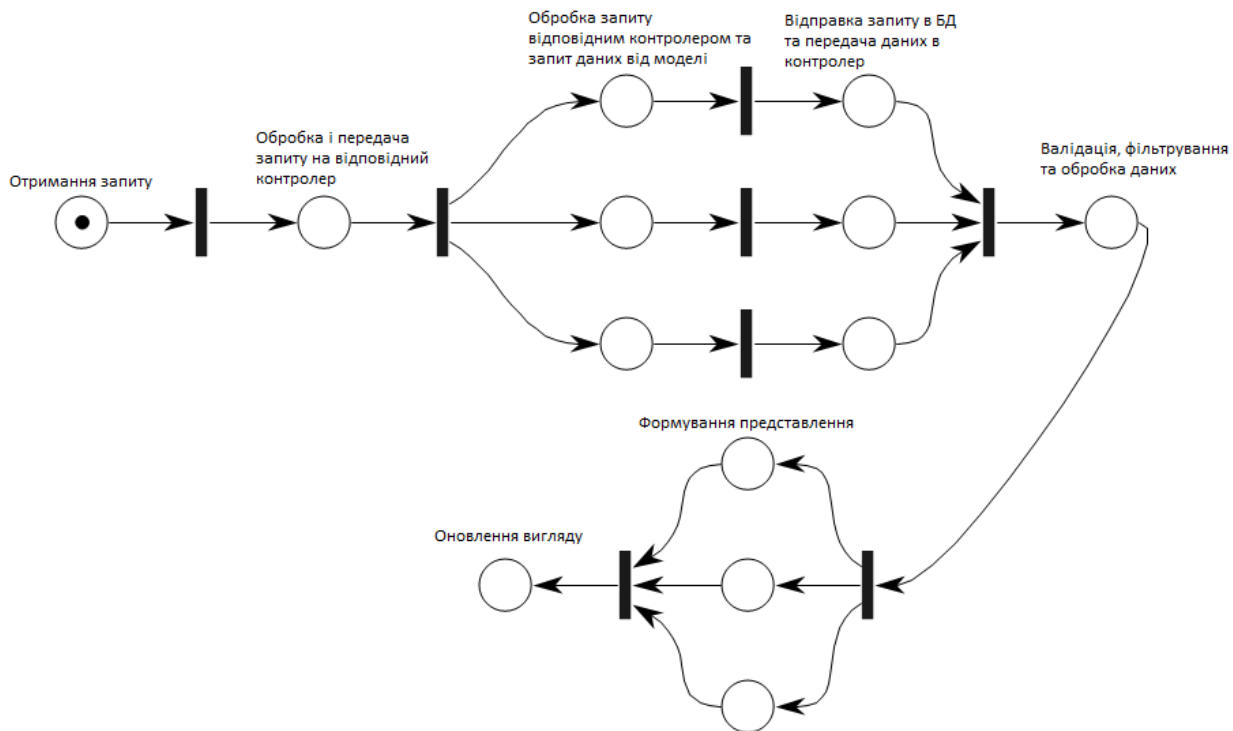 Обробка запиту
відповідним контролером та
запит даних від моделі
Відправка запиту в БД
та передача даних в
контролер
Обробка і передача
запиту на відповідний
контролер
Валідація, фільтрування
та обробка даних
Отримання запиту
Формування представлення
Оновлення вигляду